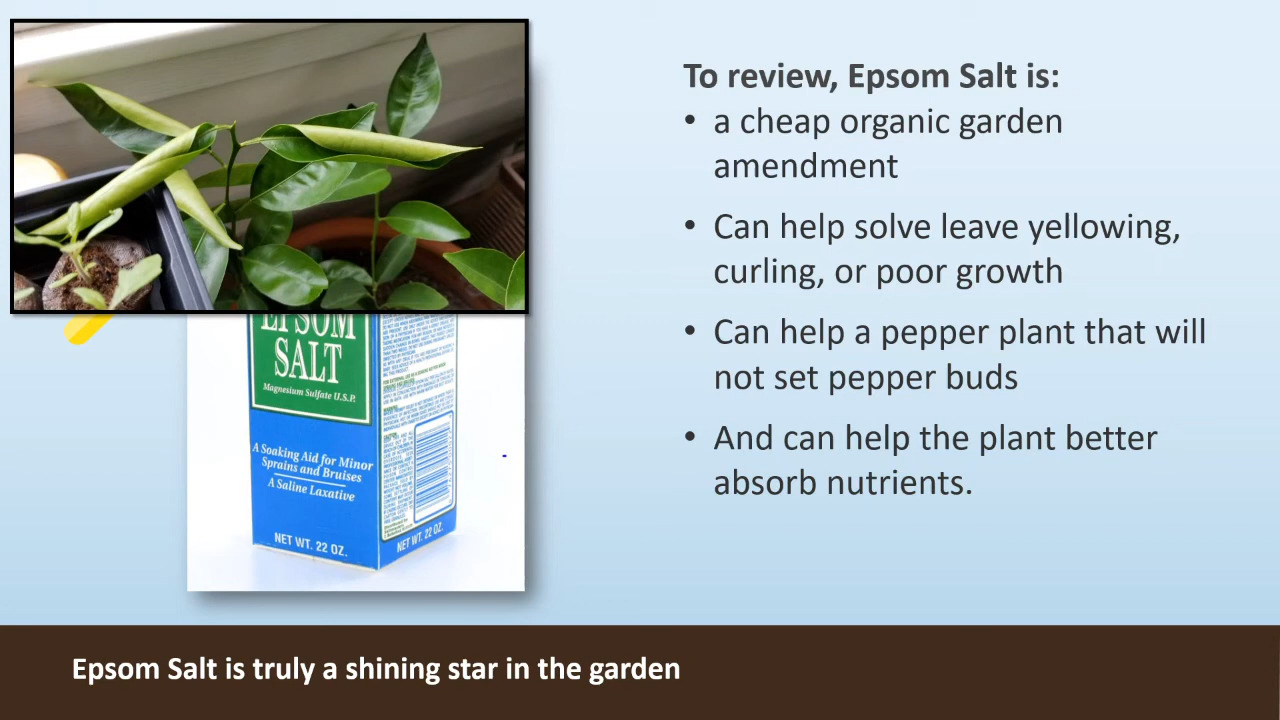 To review, Epsom Salt is:
• a cheap organic garden
amendment
• Can help solve leave yellowing,
curling, or poor growth
• Can help a pepper plant that will
not set pepper buds
• And can help the plant better
absorb nutrients.
EPSOM
SALT
Magnesium Sulfate U.S.P.
A Soaking Aid for Minor
Sprains and Bruises
A Saline Laxative
NET WT. 22 OZ.
NET WT. 22 OZ.
Epsom Salt is truly a shining star in the garden